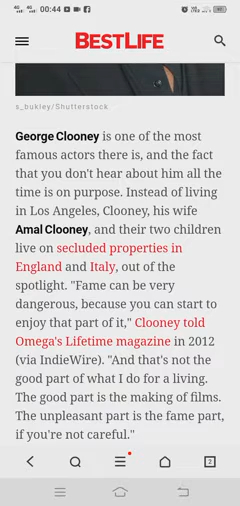 4G 4G 00:44
BESTLIFE
s_bukley/Shutterstock
George Clooney is one of the most
famous actors there is, and the fact
that you don't hear about him all the
time is on purpose. Instead of living
in Los Angeles, Clooney, his wife
Amal Clooney, and their two children
live on secluded properties in
England and Italy, out of the
spotlight. "Fame can be very
dangerous, because you can start to
enjoy that part of it," Clooney told
Omega's Lifetime magazine in 2012
(via IndieWire). "And that's not the
good part of what I do for a living.
The good part is the making of films.
The unpleasant part is the fame part,
if you're not careful."
2